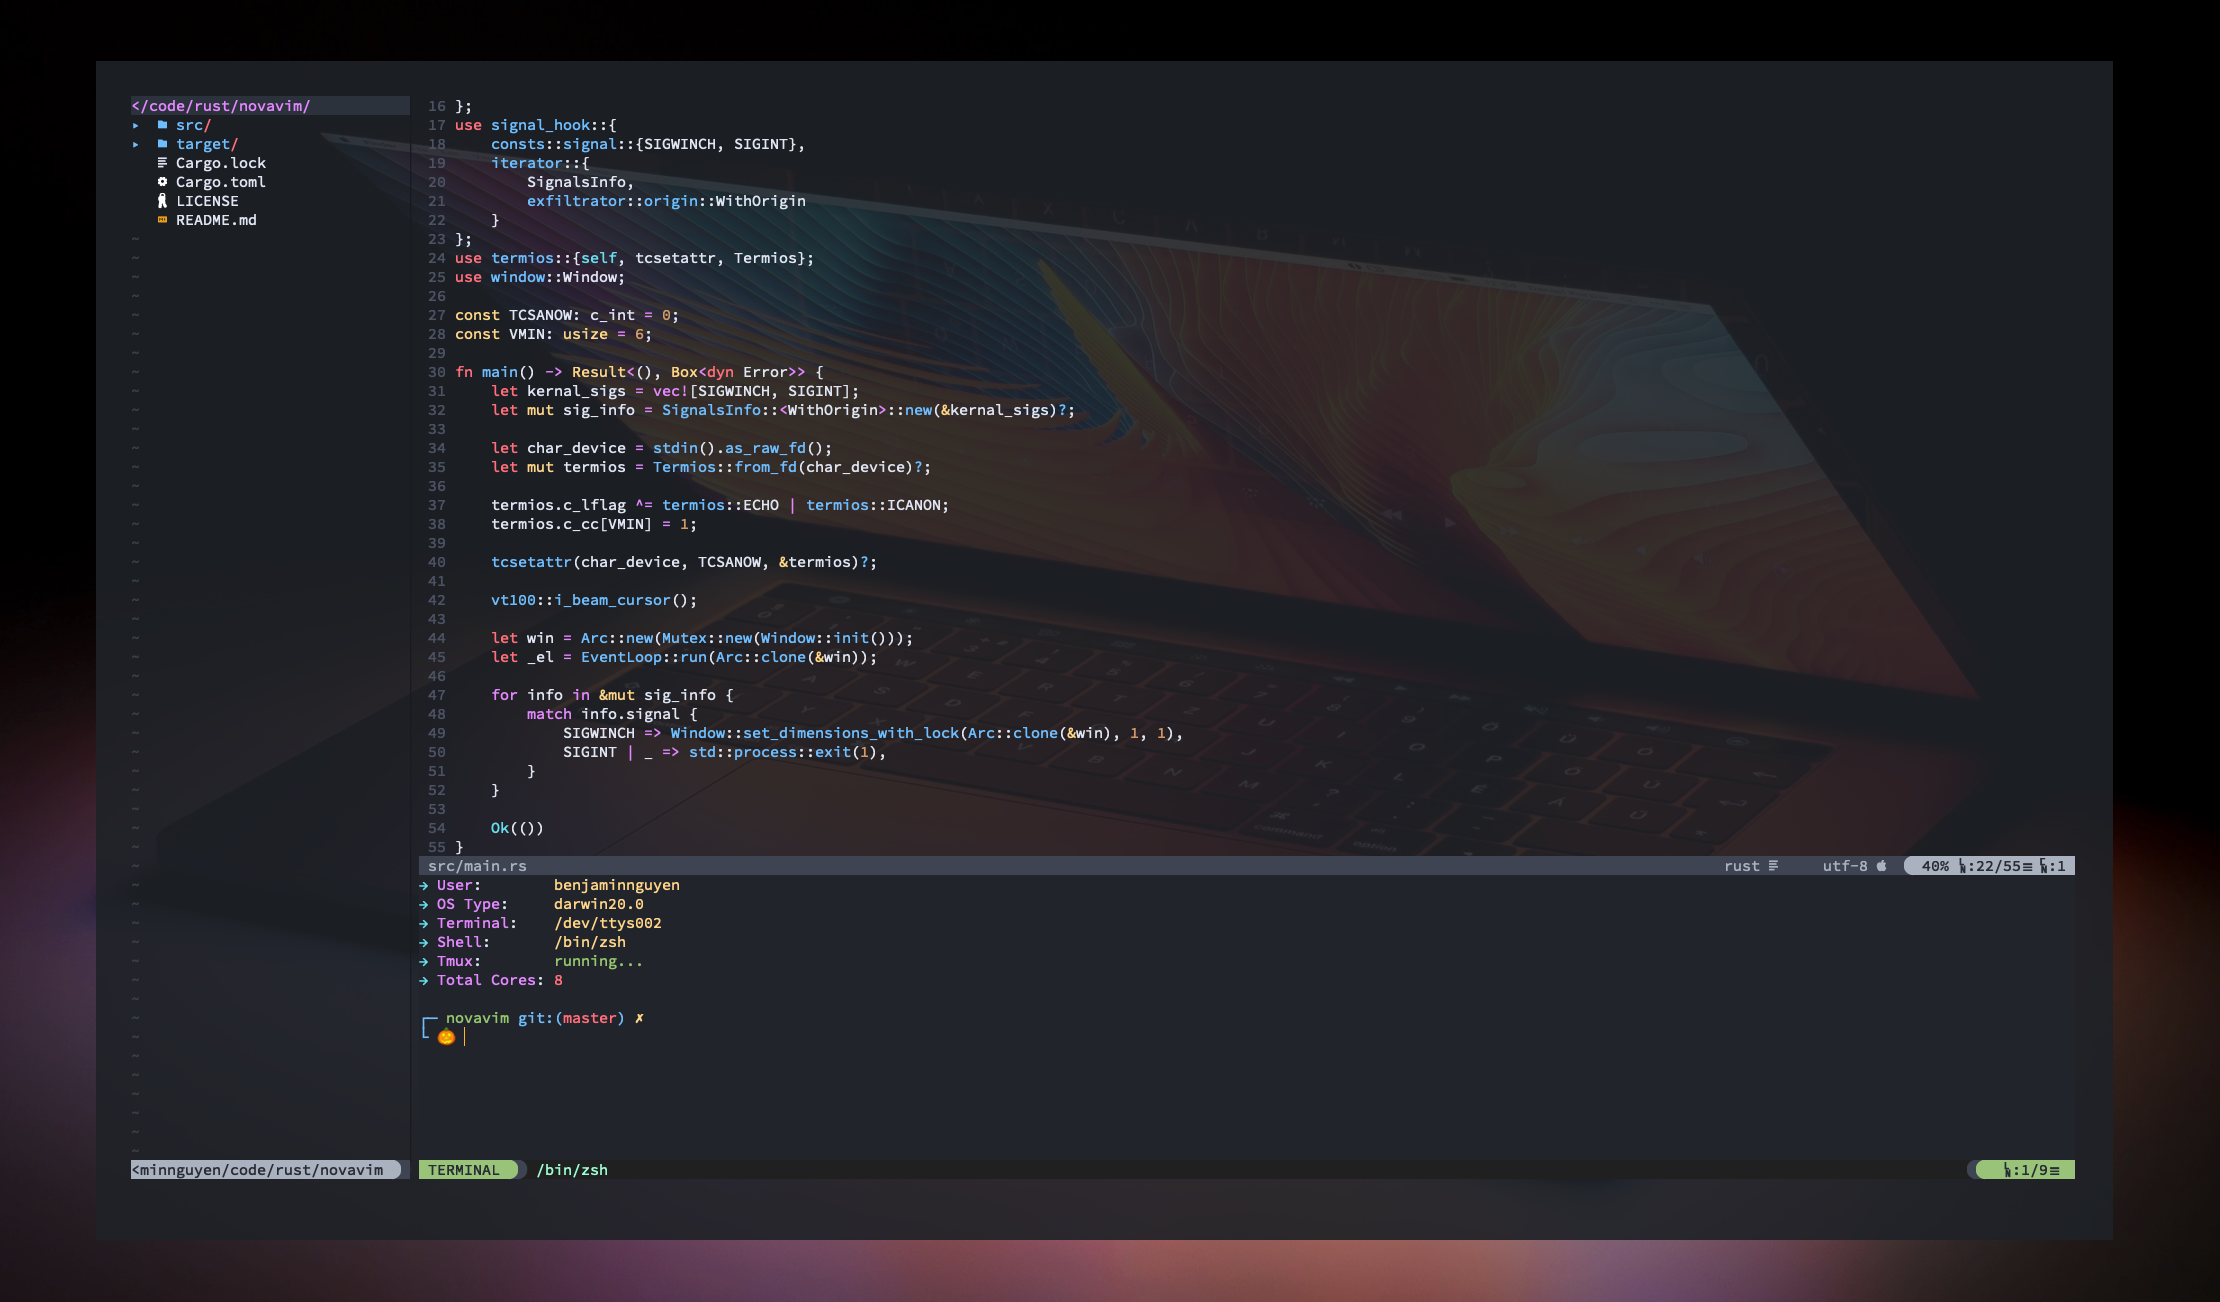 </code/rust/novavim/
▸ src/
▸ target/
Cargo.lock
Cargo.toml
LICENSE
README.md
<minnguyen/code/rust/novavim
16 };
17 use signal_hook::{
18     consts::signal::{SIGWINCH, SIGINT},
19     iterator::{
20         SignalsInfo,
21         exfiltrator::origin::WithOrigin
22     }
23 };
24 use termios::{self, tcsetattr, Termios};
25 use window::Window;
26
27 const TCSANOW: c_int = 0;
28 const VMIN: usize = 6;
29
30 fn main() -> Result<(), Box<dyn Error>> {
31     let kernal_sigs = vec![SIGWINCH, SIGINT];
32     let mut sig_info = SignalsInfo::<WithOrigin>::new(&kernal_sigs)?;
33
34     let char_device = stdin().as_raw_fd();
35     let mut termios = Termios::from_fd(char_device)?;
36
37     termios.c_lflag ^= termios::ECHO | termios::ICANON;
38     termios.c_cc[VMIN] = 1;
39
40     tcsetattr(char_device, TCSANOW, &termios)?;
41
42     vt100::i_beam_cursor();
43
44     let win = Arc::new(Mutex::new(Window::init()));
45     let _el = EventLoop::run(Arc::clone(&win));
46
47     for info in &mut sig_info {
48         match info.signal {
49             SIGWINCH => Window::set_dimensions_with_lock(Arc::clone(&win), 1, 1),
50             SIGINT | _ => std::process::exit(1),
51         }
52     }
53
54     Ok(())
55 }
src/main.rs rust utf-8 40% :22/55 :1
→ User: benjaminnguyen
→ OS Type: darwin20.0
→ Terminal: /dev/ttys002
→ Shell: /bin/zsh
→ Tmux: running...
→ Total Cores: 8
novavim git:(master) ✗
TERMINAL /bin/zsh :1/9